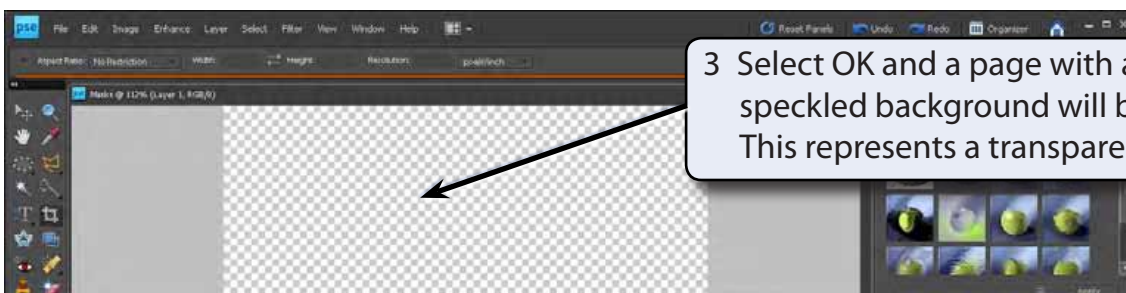 pse File Edit Image Enhance Layer Select Filter View Window Help Reset Panels Undo Redo Organizer
Aspect Ratio: No Restriction Width: Height: Resolution: pixels/inch
Masks @ 112% (Layer 1, RGB/8)
3 Select OK and a page with a
speckled background will b
This represents a transpare
Apply